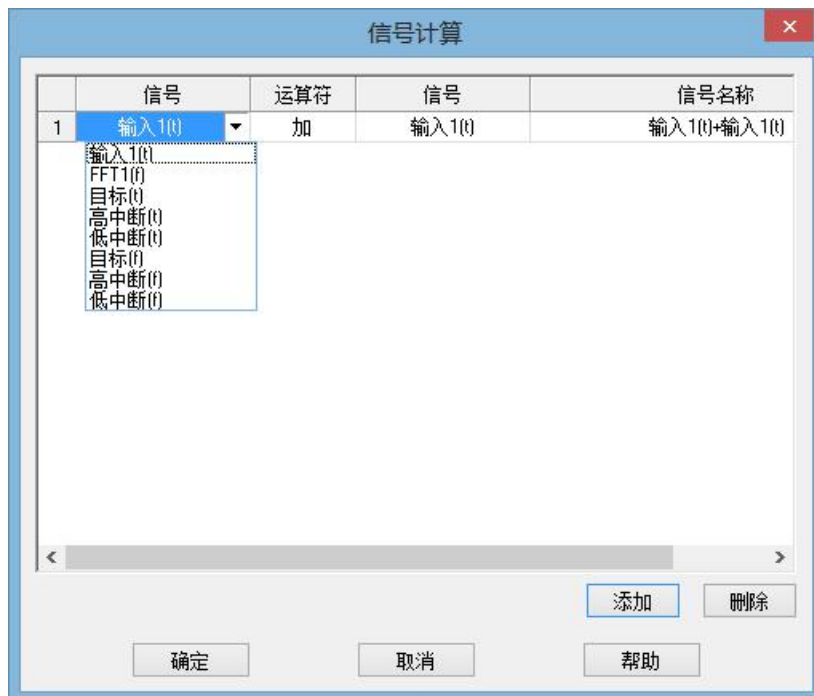 信号计算
信号 运算符 信号 信号名称
1 输入1(t) 加 输入1(t) 输入1(t)+输入1(t)
输入1(t)
FFT1(f)
目标(t)
高中断(t)
低中断(t)
目标(f)
高中断(f)
低中断(f)
添加 删除
确定 取消 帮助